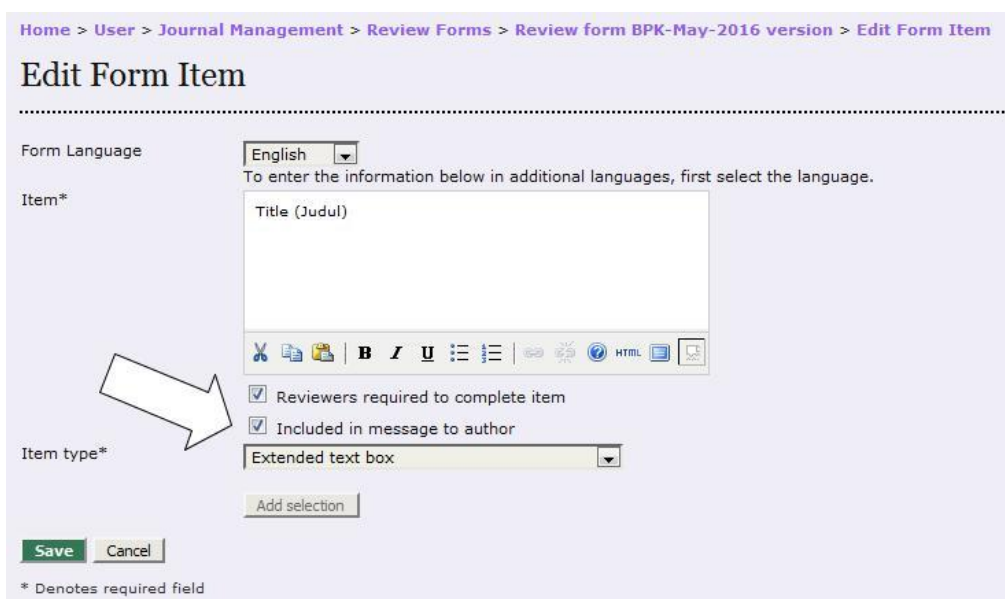 Home > User > Journal Management > Review Forms > Review form BPK-May-2016 version > Edit Form Item
Edit Form Item
Form Language
English
To enter the information below in additional languages, first select the language.
Item*
Title (Judul)
B I U HTML
Reviewers required to complete item
Included in message to author
Item type*
Extended text box
Add selection
Save Cancel
* Denotes required field